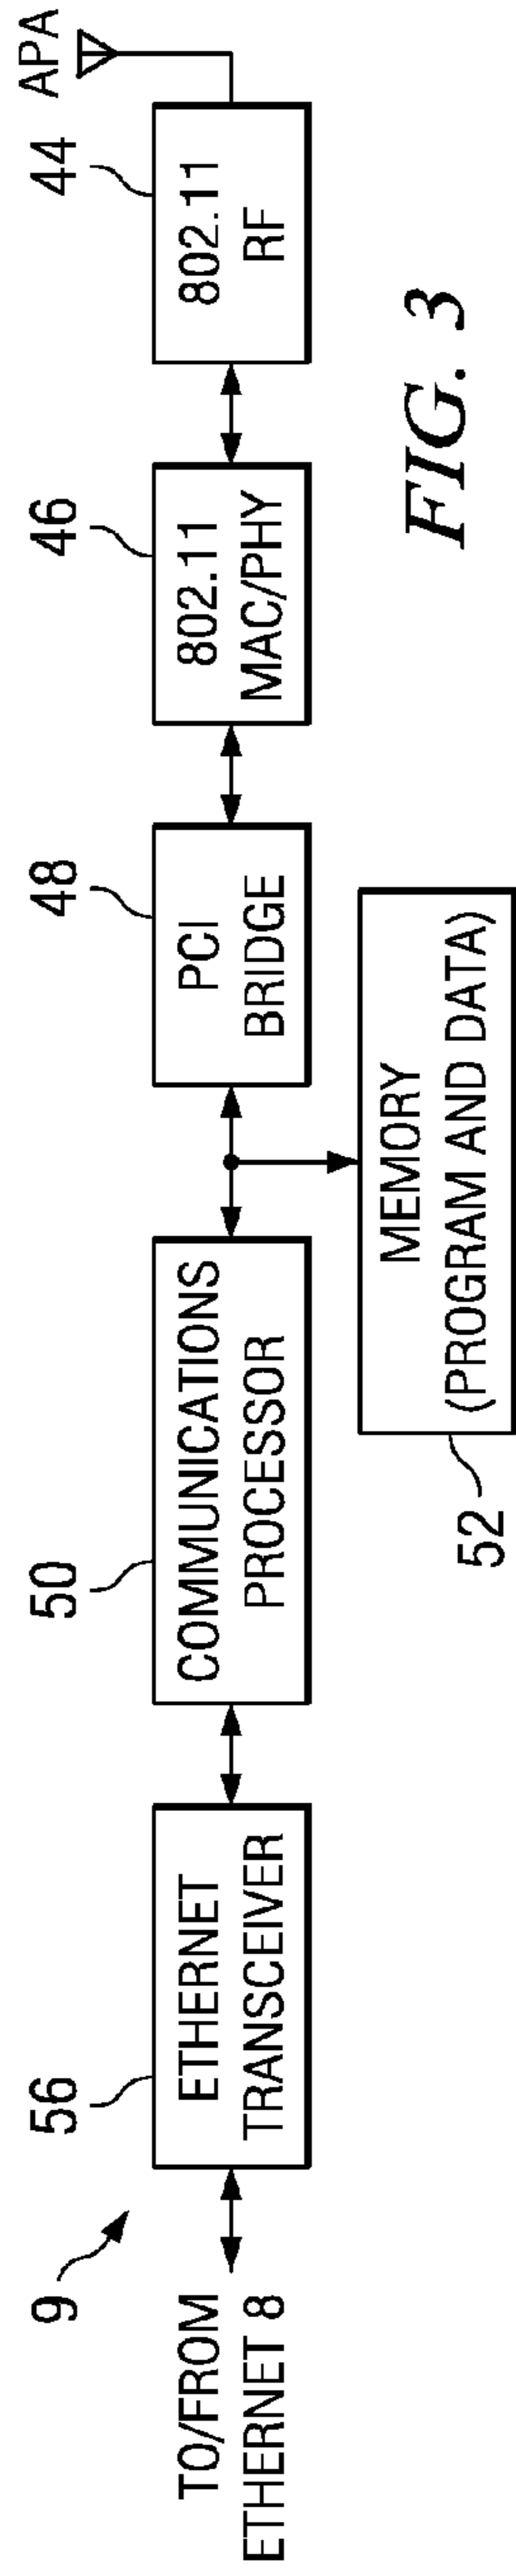 9
TO/FROM
ETHERNET 8
56
ETHERNET
TRANSCEIVER
50
COMMUNICATIONS
PROCESSOR
52
MEMORY
(PROGRAM AND DATA)
48
PCI
BRIDGE
46
802.11
MAC/PHY
44
802.11
RF
APA
FIG. 3